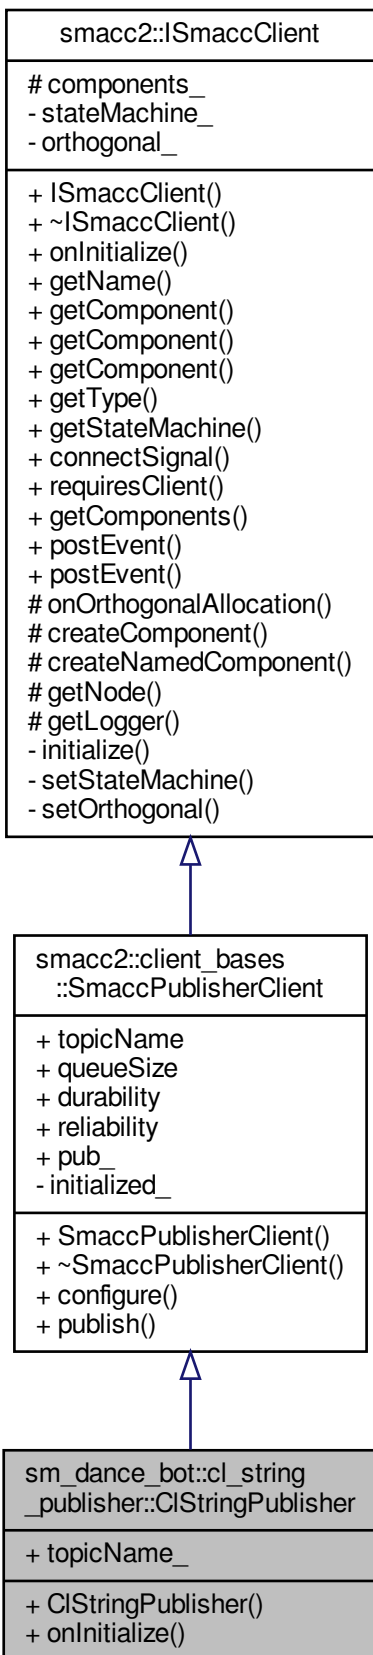 smacc2::ISmaccClient
# components_
- stateMachine_
- orthogonal_
+ ISmaccClient()
+ ~ISmaccClient()
+ onInitialize()
+ getName()
+ getComponent()
+ getComponent()
+ getComponent()
+ getType()
+ getStateMachine()
+ connectSignal()
+ requiresClient()
+ getComponents()
+ postEvent()
+ postEvent()
# onOrthogonalAllocation()
# createComponent()
# createNamedComponent()
# getNode()
# getLogger()
- initialize()
- setStateMachine()
- setOrthogonal()
smacc2::client_bases
::SmaccPublisherClient
+ topicName
+ queueSize
+ durability
+ reliability
+ pub_
- initialized_
+ SmaccPublisherClient()
+ ~SmaccPublisherClient()
+ configure()
+ publish()
sm_dance_bot::cl_string
_publisher::ClStringPublisher
+ topicName_
+ ClStringPublisher()
+ onInitialize()